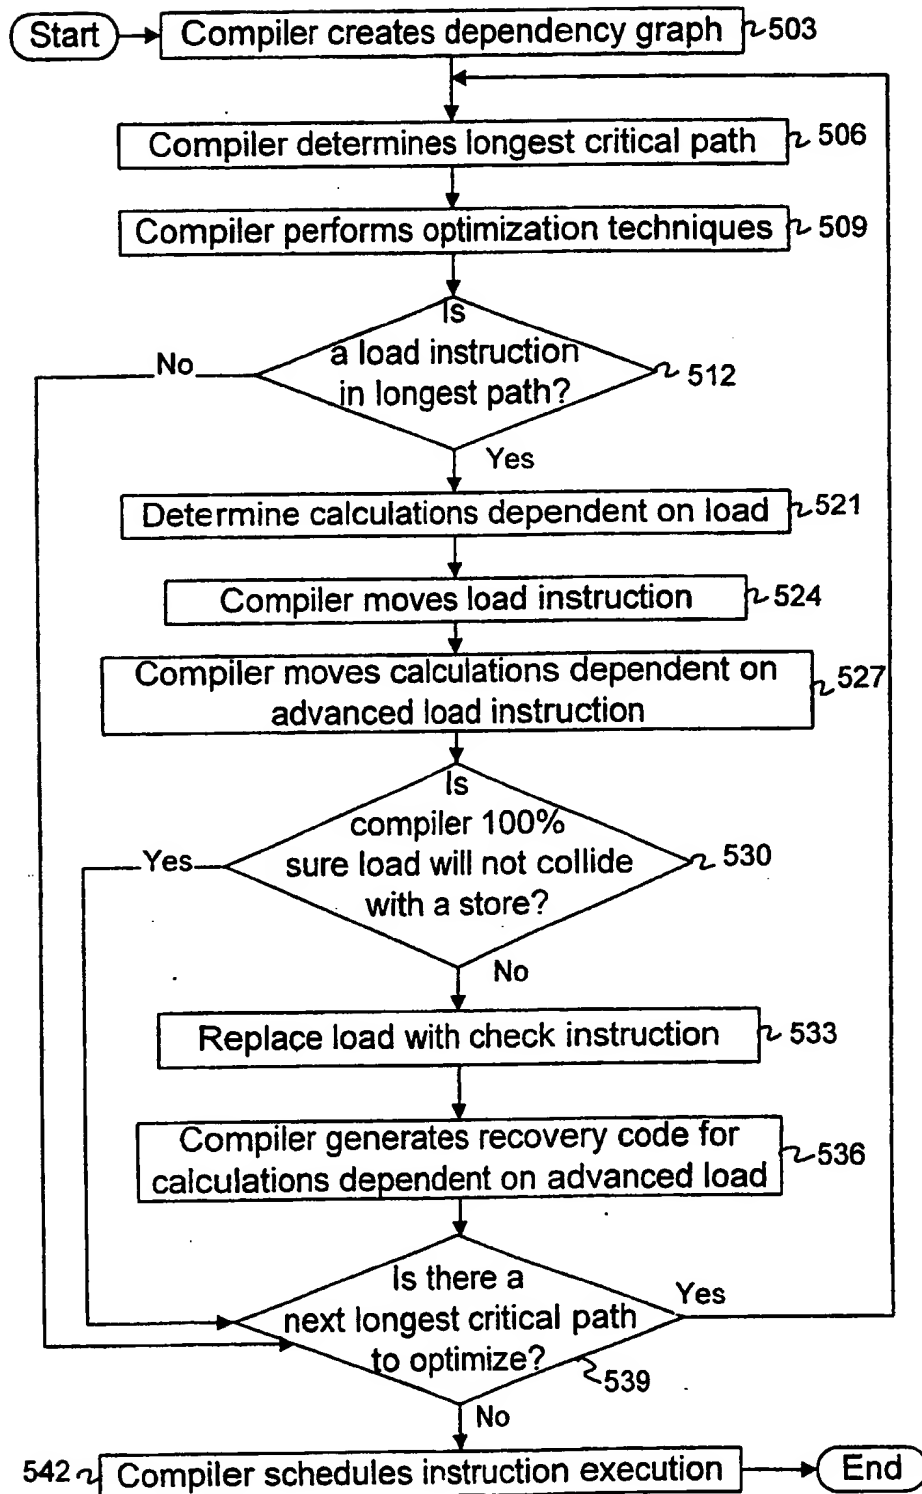 Start
Compiler creates dependency graph
503
Compiler determines longest critical path
506
Compiler performs optimization techniques
509
Is
a load instruction
in longest path?
512
No
Yes
Determine calculations dependent on load
521
Compiler moves load instruction
524
Compiler moves calculations dependent on
advanced load instruction
527
Is
compiler 100%
sure load will not collide
with a store?
530
Yes
No
Replace load with check instruction
533
Compiler generates recovery code for
calculations dependent on advanced load
536
Is there a
next longest critical path
to optimize?
539
Yes
No
542
Compiler schedules instruction execution
End